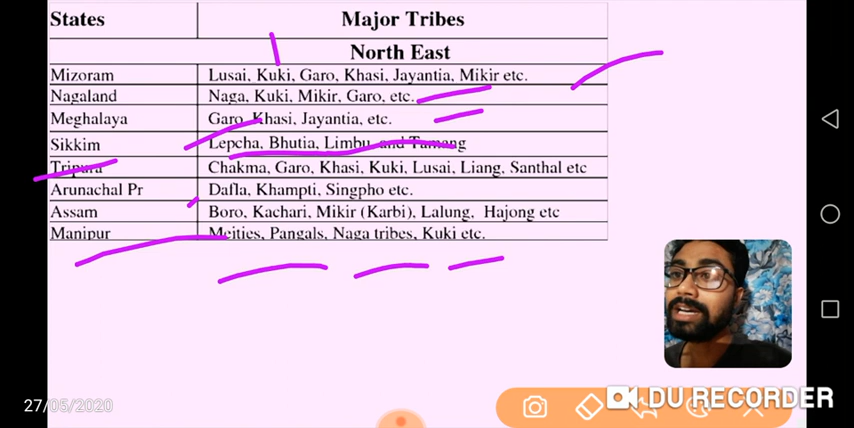 States Major Tribes
North East
Mizoram Lusai, Kuki, Garo, Khasi, Jayantia, Mikir etc.
Nagaland Naga, Kuki, Mikir, Garo, etc.
Meghalaya Garo, Khasi, Jayantia, etc.
Sikkim Lepcha, Bhutia, Limbu, and Tamang
Tripura Chakma, Garo, Khasi, Kuki, Lusai, Liang, Santhal etc
Arunachal Pr Dafla, Khampti, Singpho etc.
Assam Boro, Kachari, Mikir (Karbi), Lalung, Hajong etc
Manipur Meities, Pangals, Naga tribes, Kuki etc.
DU RECORDER
27/05/2020